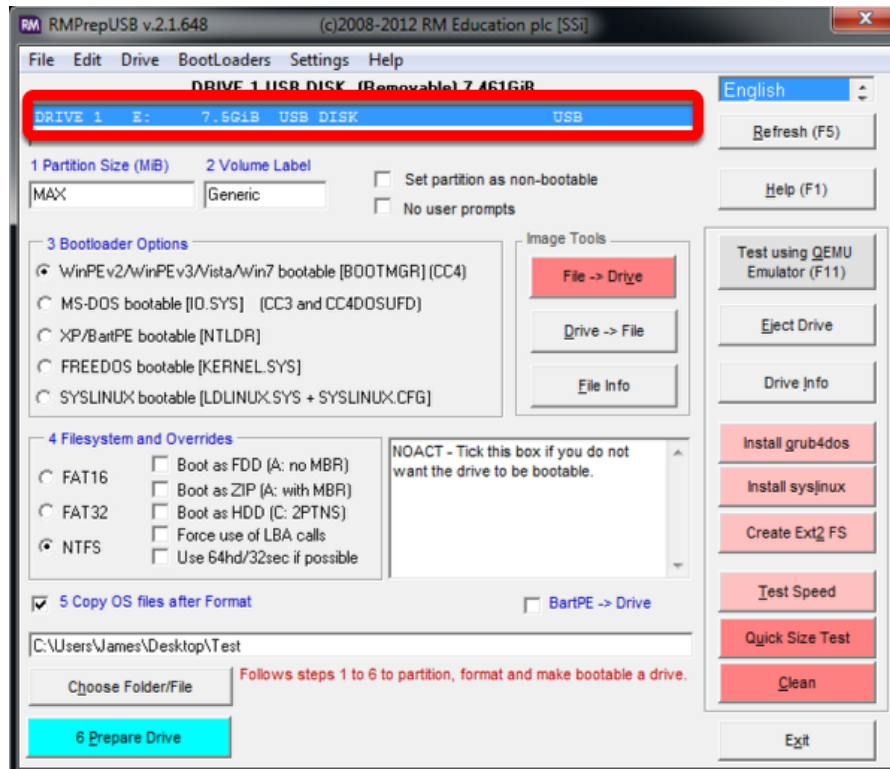 RM RMPrepUSB v.2.1.648 (c)2008-2012 RM Education plc [SSi]
File Edit Drive BootLoaders Settings Help
DRIVE 1 USB DISK (Removable) 7.461GiB
DRIVE 1 E: 7.5GiB USB DISK USB
English
Refresh (F5)
1 Partition Size (MiB) 2 Volume Label
MAX Generic
Set partition as non-bootable
No user prompts
Help (F1)
3 Bootloader Options
WinPEv2/WinPEv3/Vista/Win7 bootable [BOOTMGR] (CC4)
MS-DOS bootable [IO.SYS] (CC3 and CC4DOSUFD)
XP/BartPE bootable [NTLDR]
FREEDOS bootable [KERNEL.SYS]
SYSLINUX bootable [LDLINUX.SYS + SYSLINUX.CFG]
Image Tools
File -> Drive
Drive -> File
File Info
Test using QEMU
Emulator (F11)
Eject Drive
Drive Info
4 Filesystem and Overrides
FAT16
FAT32
NTFS
Boot as FDD (A: no MBR)
Boot as ZIP (A: with MBR)
Boot as HDD (C: 2PTNS)
Force use of LBA calls
Use 64hd/32sec if possible
NOACT - Tick this box if you do not
want the drive to be bootable.
Install grub4dos
Install syslinux
Create Ext2 FS
5 Copy OS files after Format
BartPE -> Drive
Test Speed
C:\Users\James\Desktop\Test
Quick Size Test
Choose Folder/File
Follows steps 1 to 6 to partition, format and make bootable a drive.
Clean
6 Prepare Drive
Exit